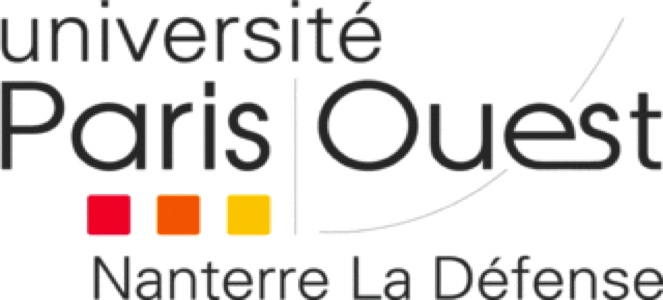 université
Paris Ouest
Nanterre La Défense